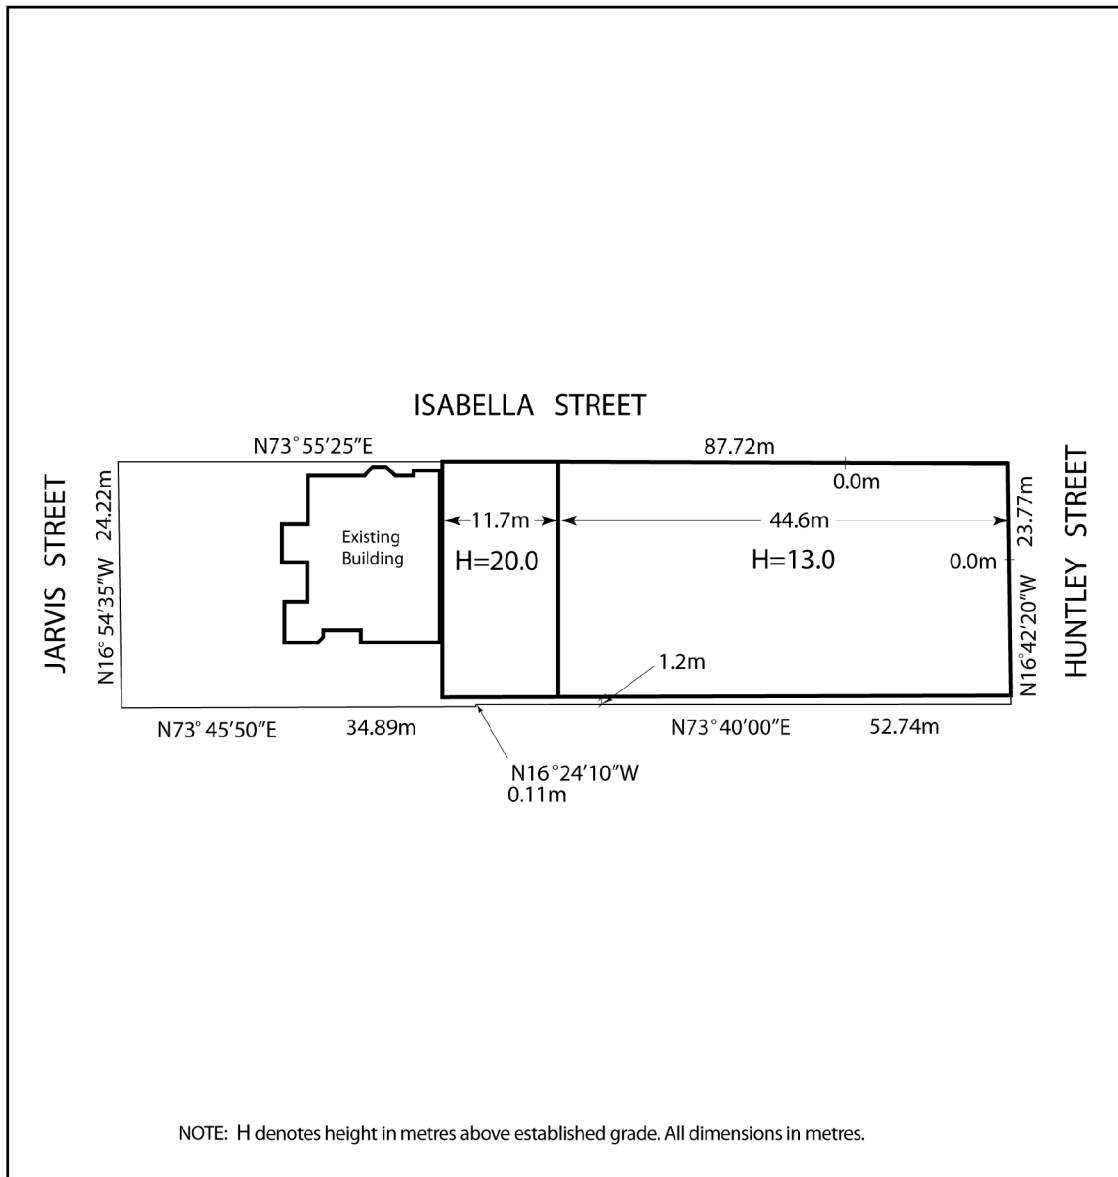 ISABELLA STREET
N73°55'25"E
87.72m
JARVIS STREET
N16°54'35"W 24.22m
0.0m
Existing
Building
11.7m
H=20.0
44.6m
H=13.0
0.0m
N16°42'20"W 23.77m
HUNTLEY STREET
1.2m
N73°45'50"E
34.89m
N73°40'00"E
52.74m
N16°24'10"W
0.11m
NOTE: H denotes height in metres above established grade. All dimensions in metres.